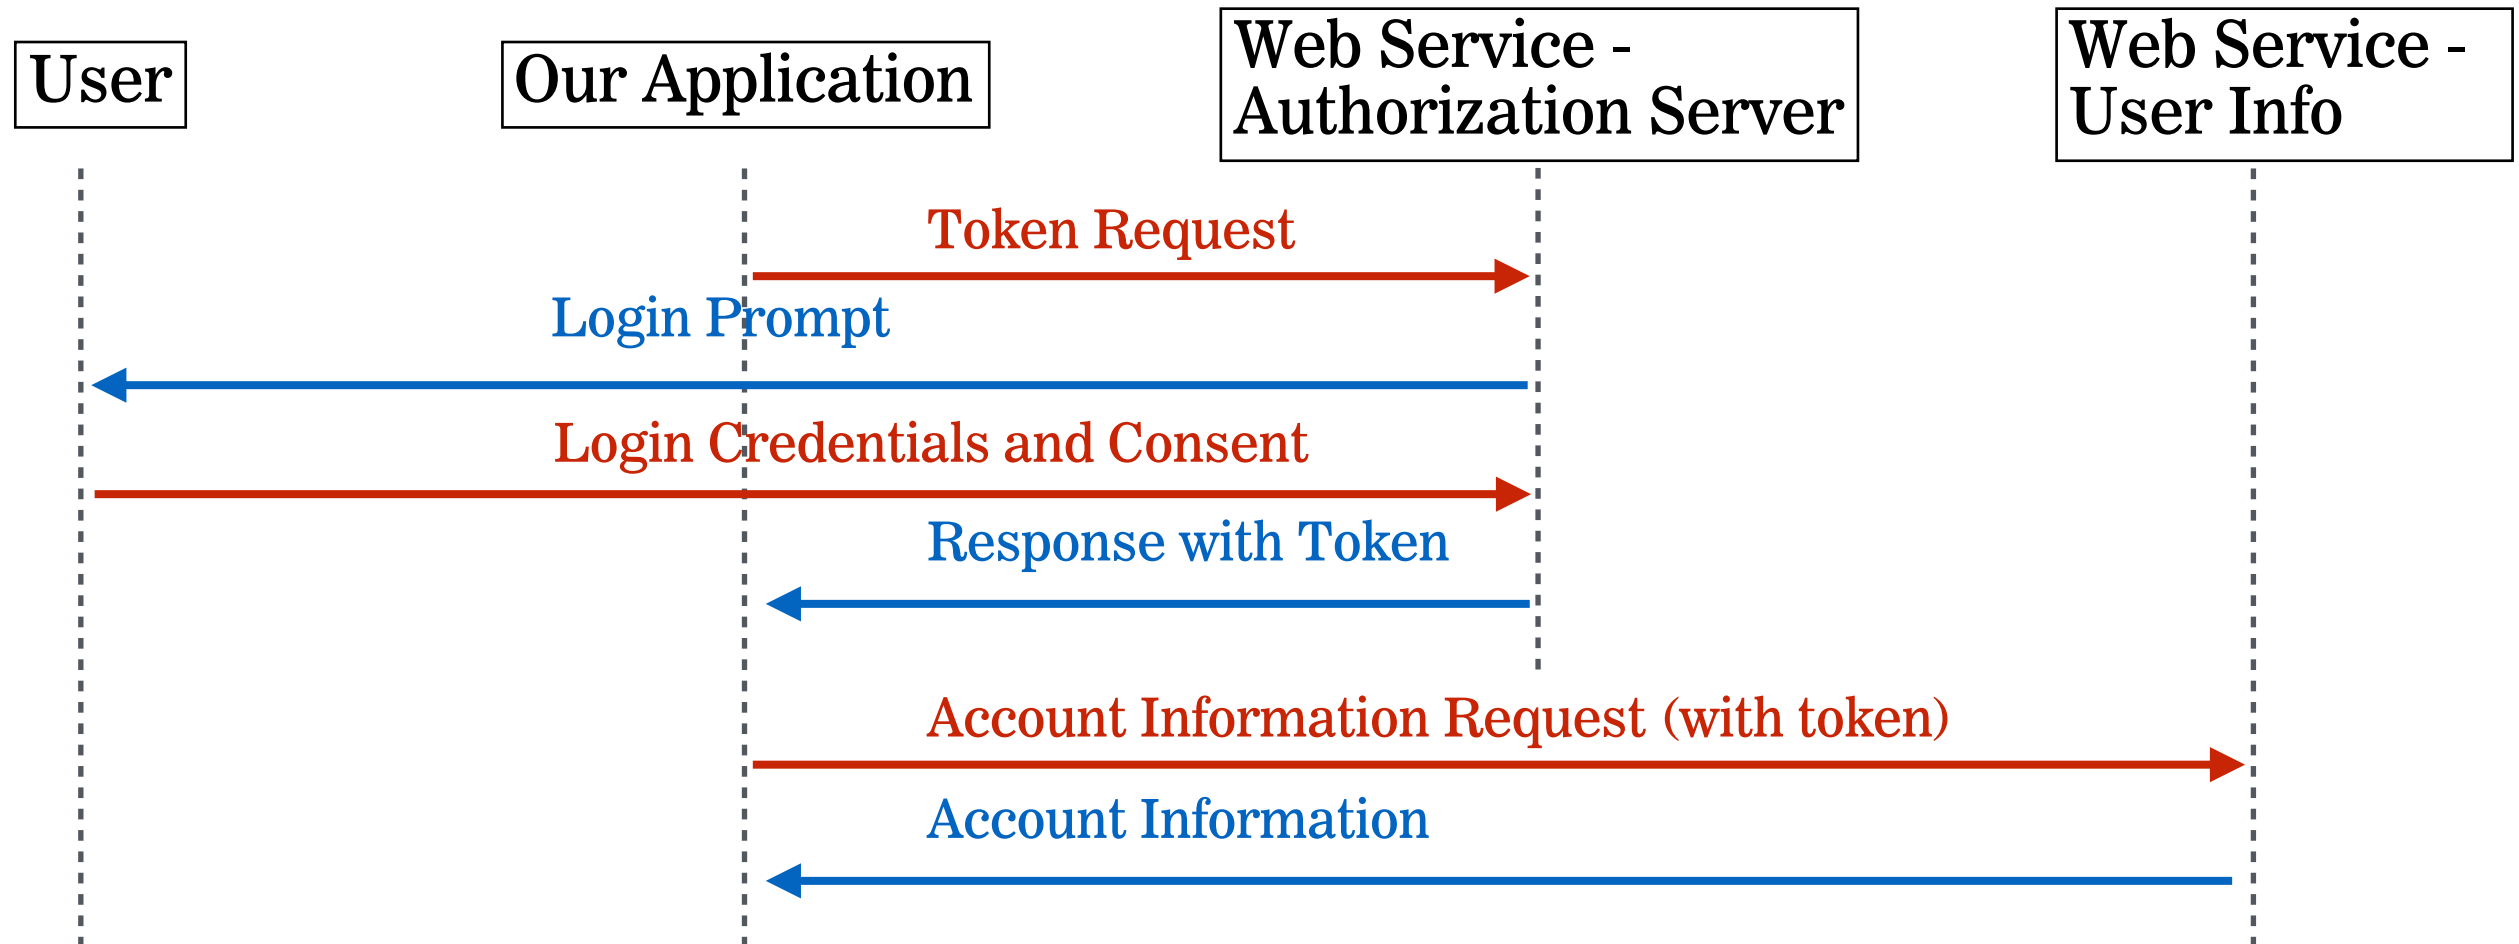 User
Our Application
Web Service -
Authorization Server
Web Service -
User Info
Token Request
Login Prompt
Login Credentials and Consent
Response with Token
Account Information Request (with token)
Account Information